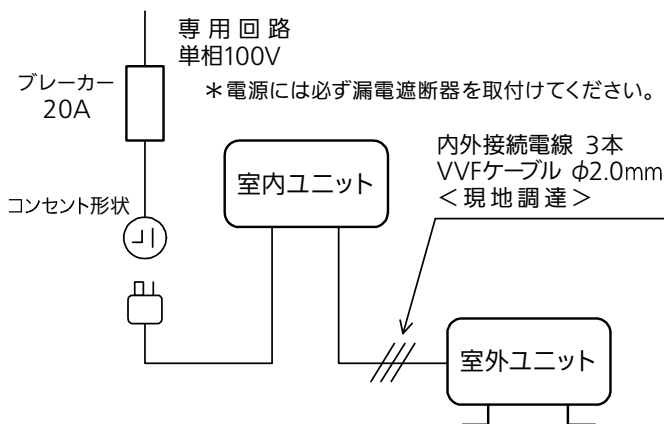 専用回路
単相100V
ブレーカー
20A
＊電源には必ず漏電遮断器を取付けてください。
内外接続電線 3本
VVFケーブル φ2.0mm
＜現地調達＞
室内ユニット
コンセント形状
室外ユニット